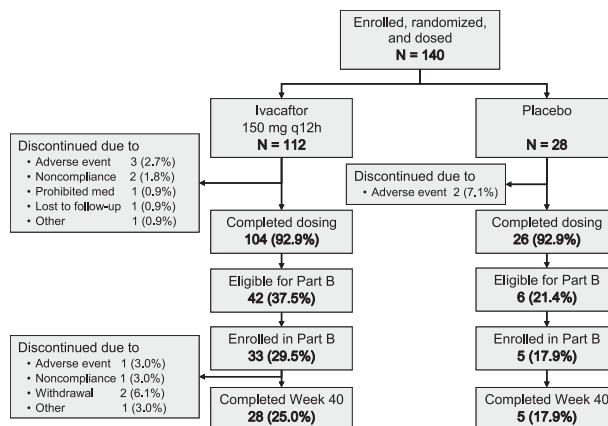 Enrolled, randomized,
and dosed
N = 140
Ivacaftor
150 mg q12h
N = 112
Placebo
N = 28
Discontinued due to
• Adverse event 3 (2.7%)
• Noncompliance 2 (1.8%)
• Prohibited med 1 (0.9%)
• Lost to follow-up 1 (0.9%)
• Other 1 (0.9%)
Discontinued due to
• Adverse event 2 (7.1%)
Completed dosing
104 (92.9%)
Completed dosing
26 (92.9%)
Eligible for Part B
42 (37.5%)
Eligible for Part B
6 (21.4%)
Enrolled in Part B
33 (29.5%)
Enrolled in Part B
5 (17.9%)
Discontinued due to
• Adverse event 1 (3.0%)
• Noncompliance 1 (3.0%)
• Withdrawal 2 (6.1%)
• Other 1 (3.0%)
Completed Week 40
28 (25.0%)
Completed Week 40
5 (17.9%)